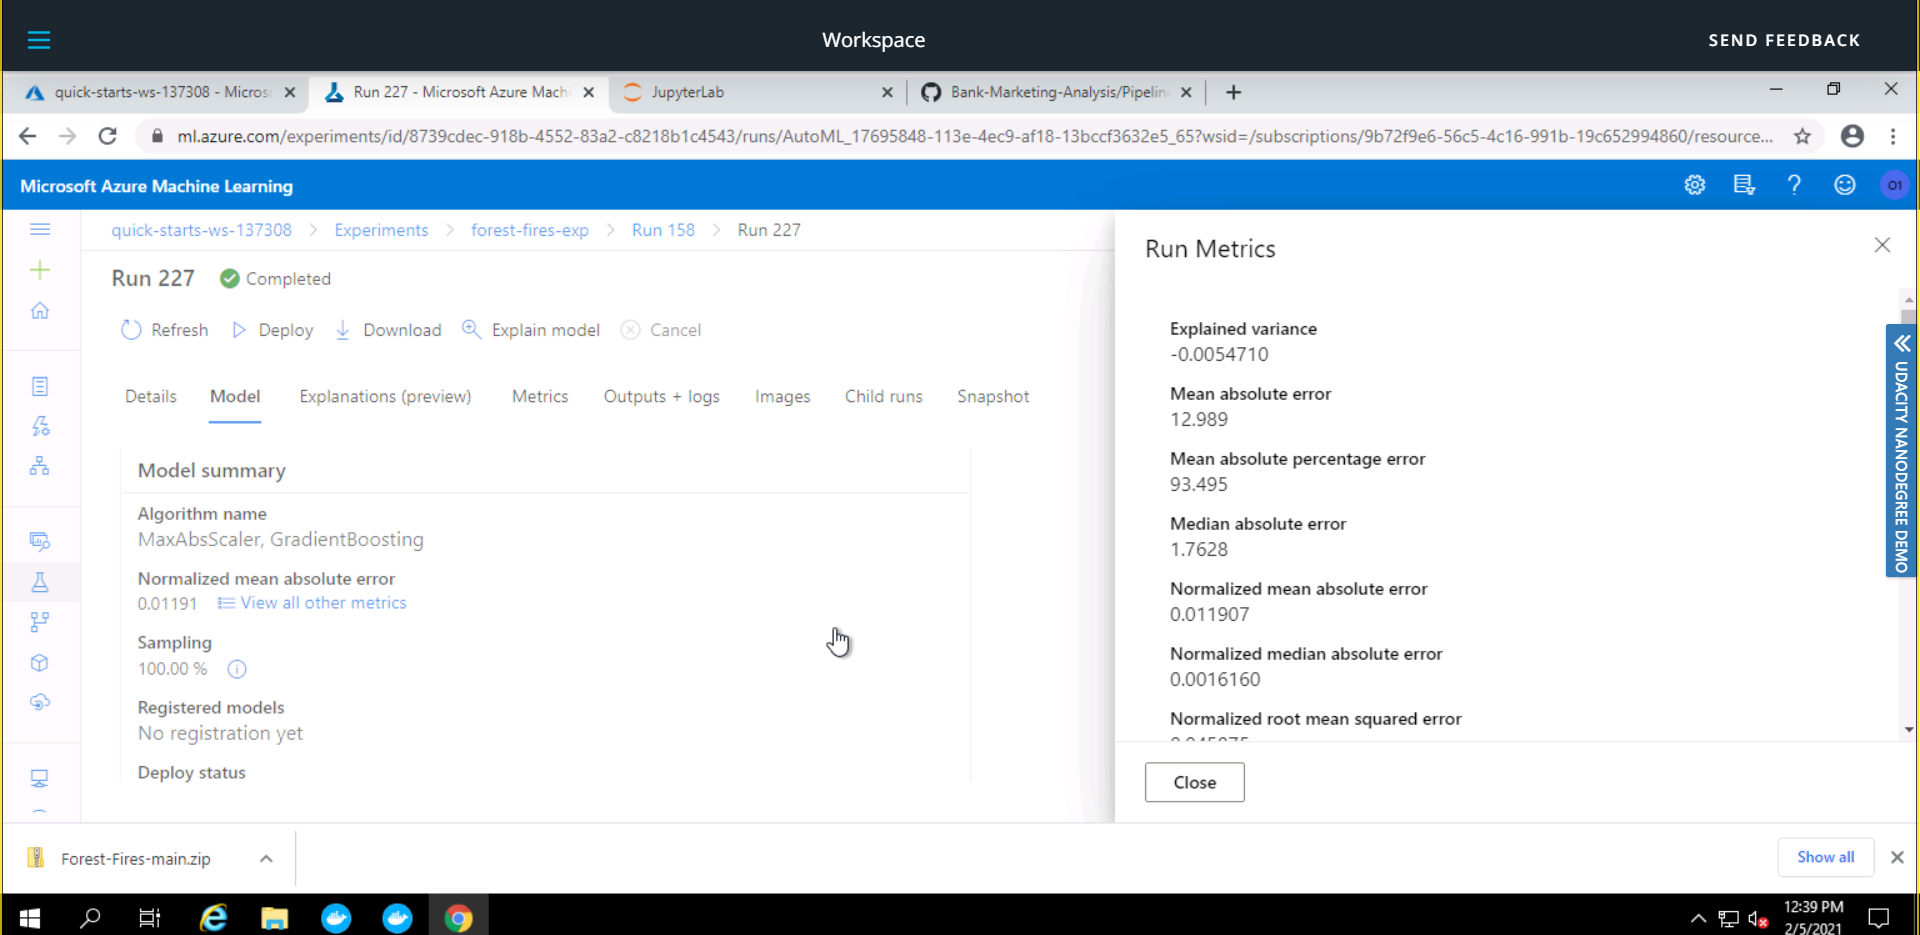 Workspace
SEND FEEDBACK
quick-starts-ws-137308 - Micros
Run 227 - Microsoft Azure Machi
JupyterLab
Bank-Marketing-Analysis/Pipelin
ml.azure.com/experiments/id/8739cdec-918b-4552-83a2-c8218b1c4543/runs/AutoML_17695848-113e-4ec9-af18-13bccf3632e5_65?wsid=/subscriptions/9b72f9e6-56c5-4c16-991b-19c652994860/resource...
Microsoft Azure Machine Learning
O1
quick-starts-ws-137308 > Experiments > forest-fires-exp > Run 158 > Run 227
Run 227
Completed
Refresh
Deploy
Download
Explain model
Cancel
Details
Model
Explanations (preview)
Metrics
Outputs + logs
Images
Child runs
Snapshot
Model summary
Algorithm name
MaxAbsScaler, GradientBoosting
Normalized mean absolute error
0.01191
View all other metrics
Sampling
100.00 %
Registered models
No registration yet
Deploy status
Run Metrics
Explained variance
-0.0054710
Mean absolute error
12.989
Mean absolute percentage error
93.495
Median absolute error
1.7628
Normalized mean absolute error
0.011907
Normalized median absolute error
0.0016160
Normalized root mean squared error
Close
UDACITY NANODEGREE DEMO
Forest-Fires-main.zip
Show all
12:39 PM
2/5/2021